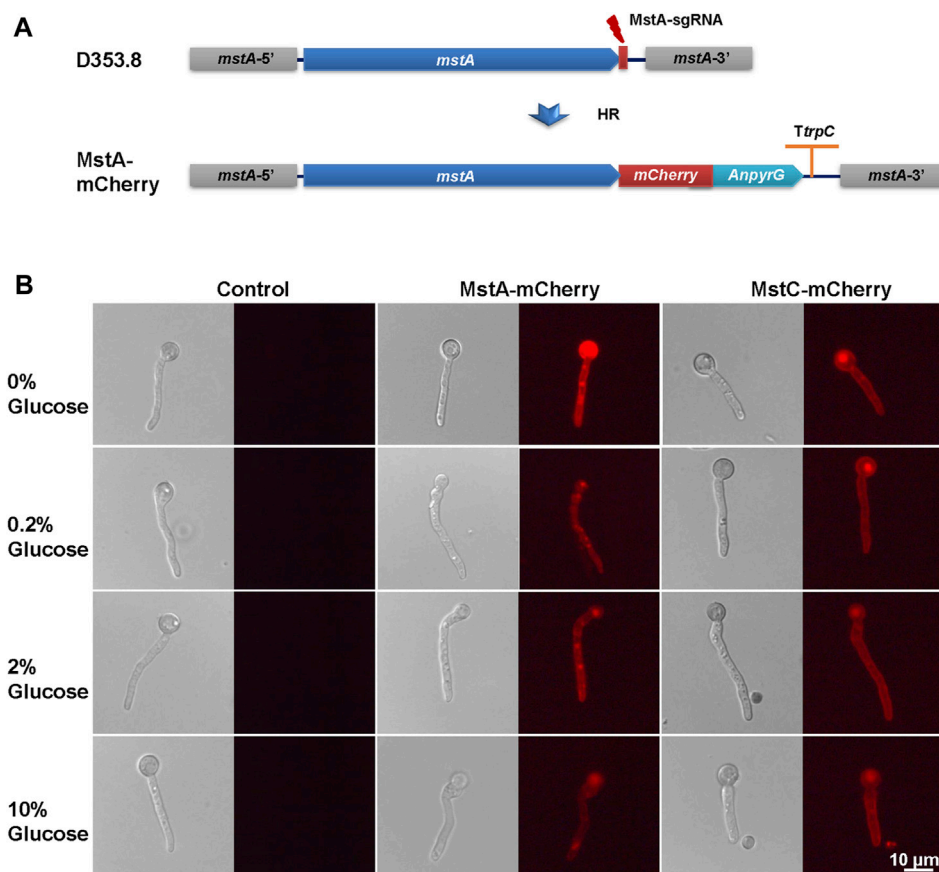 A
MstA-sgRNA
D353.8
mstA-5’
mstA
mstA-3’
HR
TtrpC
MstA-
mCherry
mstA-5’
mstA
mCherry
AnpyrG
mstA-3’
B
Control
MstA-mCherry
MstC-mCherry
0%
Glucose
0.2%
Glucose
2%
Glucose
10%
Glucose
10 µm